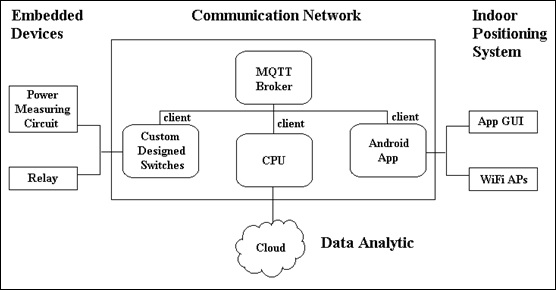 Embedded
Devices
Communication Network
Indoor
Positioning
System
MQTT
Broker
Power
Measuring
Circuit
Relay
client
client
client
Custom
Designed
Switches
CPU
Android
App
App GUI
WiFi APs
Cloud
Data Analytic